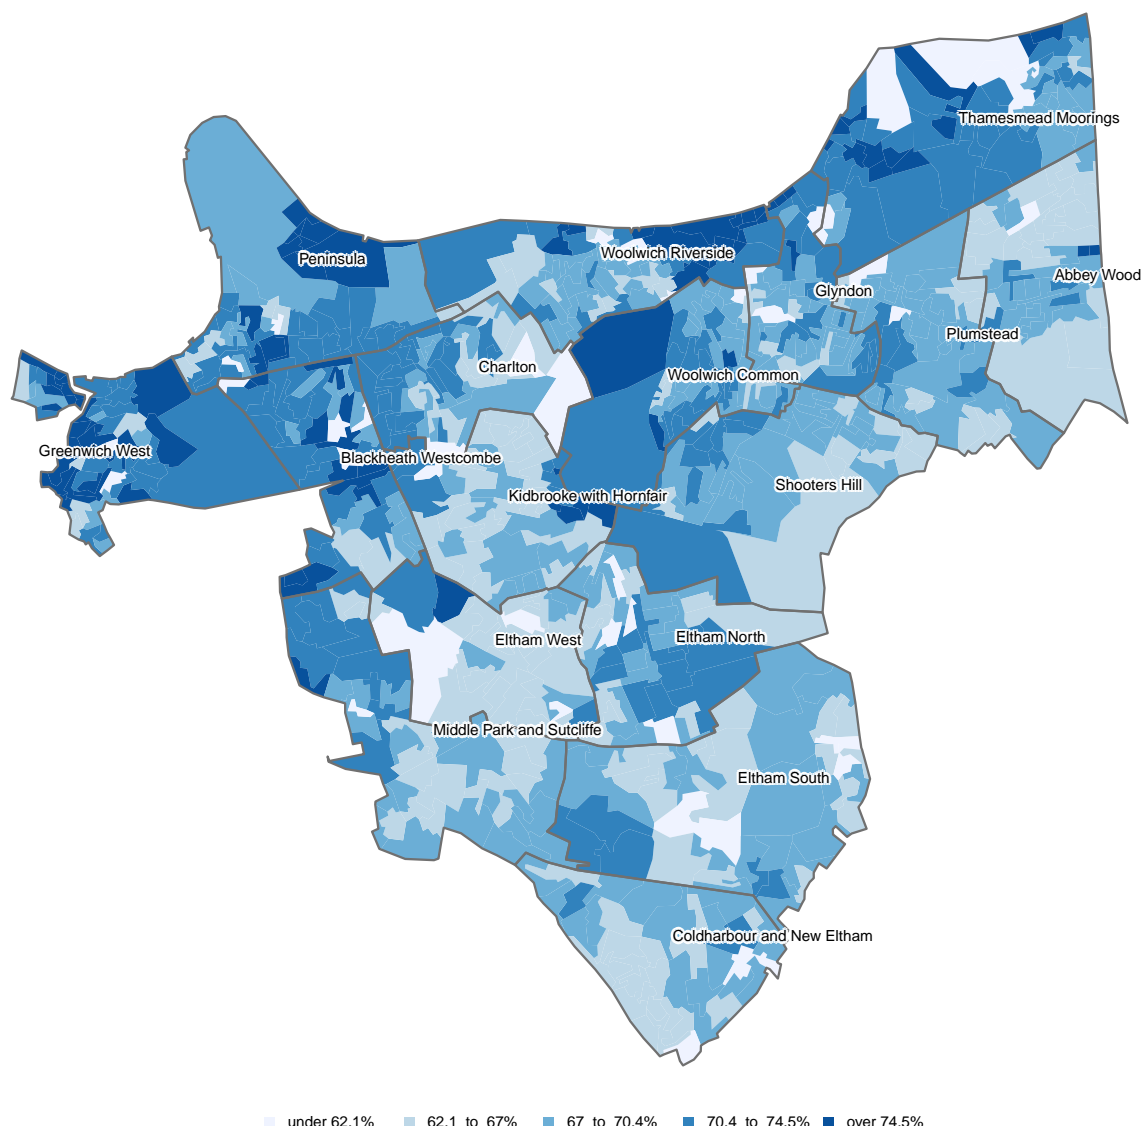 Thamesmead Moorings
Woolwich Riverside
Peninsula
Abbey Wood
Glyndon
Plumstead
Charlton
Woolwich Common
Greenwich West
Blackheath Westcombe
Shooters Hill
Kidbrooke with Hornfair
Eltham West
Eltham North
Middle Park and Sutcliffe
Eltham South
Coldharbour and New Eltham
under 62.1% 62.1 to 67% 67 to 70.4% 70.4 to 74.5% over 74.5%